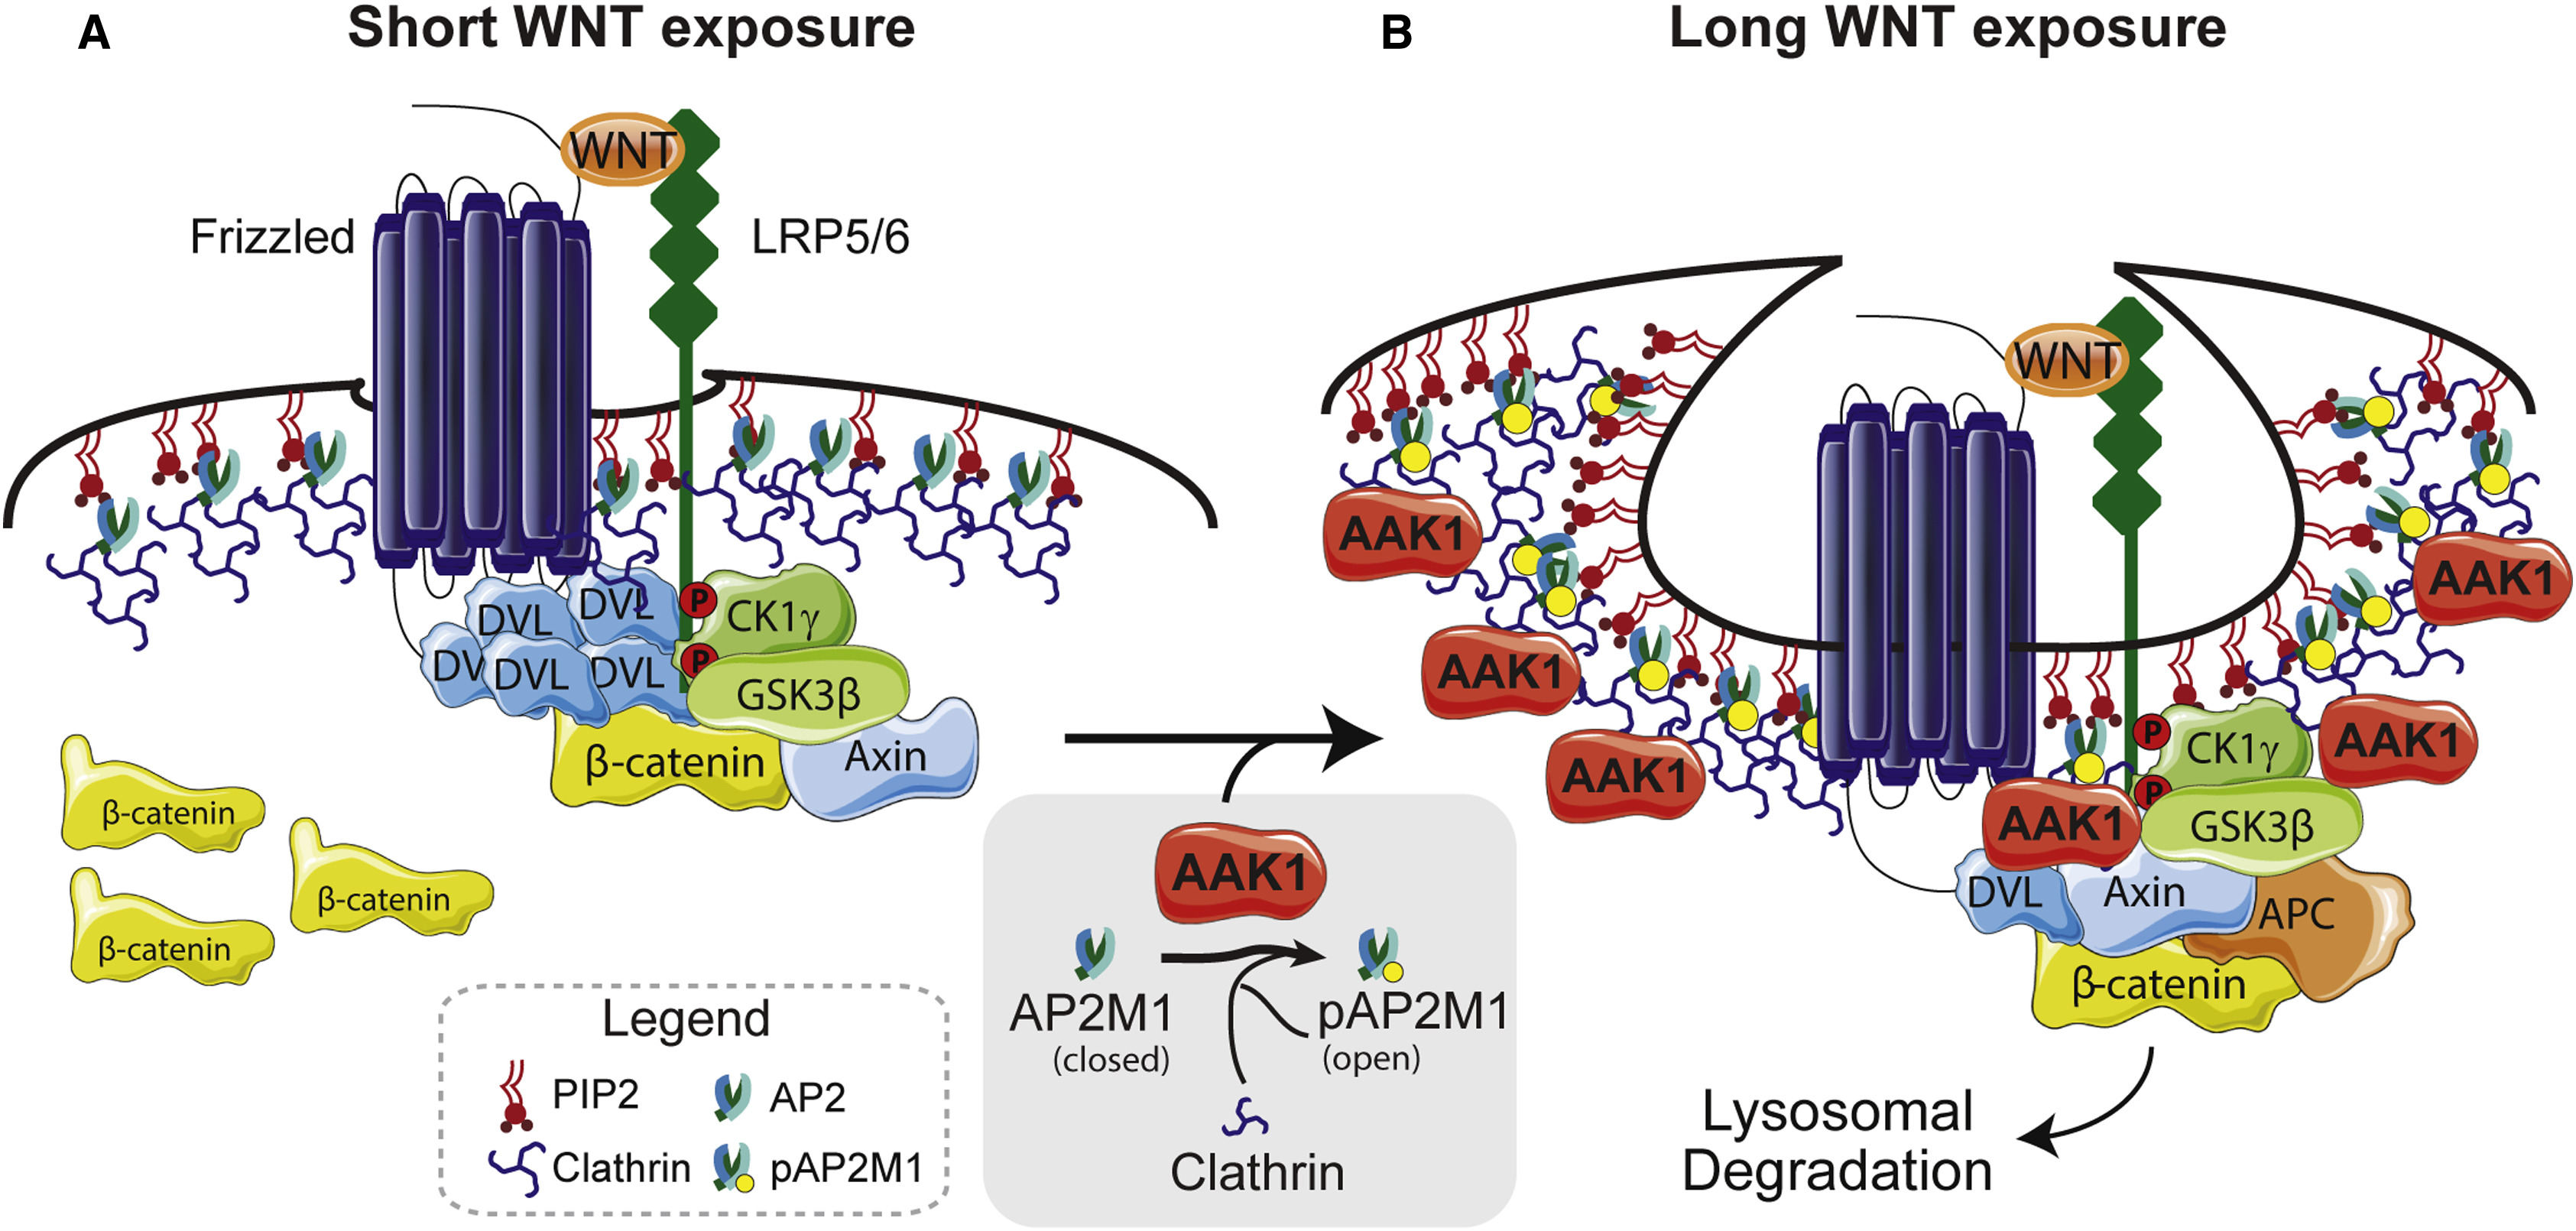 A
Short WNT exposure
WNT
Frizzled
LRP5/6
DVL
DVL
P
CK1γ
DV
DVL
DVL
P
GSK3β
β-catenin
Axin
β-catenin
β-catenin
β-catenin
Legend
PIP2
AP2
Clathrin
pAP2M1
AAK1
AP2M1
(closed)
pAP2M1
(open)
Clathrin
B
Long WNT exposure
WNT
AAK1
AAK1
AAK1
AAK1
P
CK1γ
AAK1
P
AAK1
GSK3β
DVL
Axin
APC
β-catenin
Lysosomal
Degradation